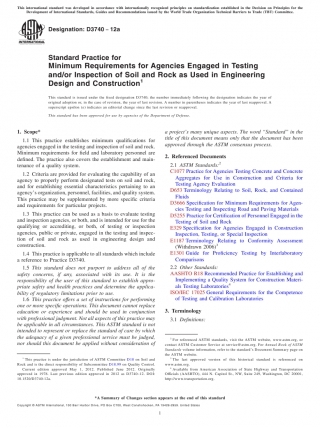 This international standard was developed in accordance with internationally recognized principles on standardization established in the Decision on Principles for the
Development of International Standards, Guides and Recommendations issued by the World Trade Organization Technical Barriers to Trade (TBT) Committee.
Designation: D3740 − 12a
Standard Practice for
Minimum Requirements for Agencies Engaged in Testing
and/or Inspection of Soil and Rock as Used in Engineering
Design and Construction1
This standard is issued under the fixed designation D3740; the number immediately following the designation indicates the year of
original adoption or, in the case of revision, the year of last revision. A number in parentheses indicates the year of last reapproval. A
superscript epsilon (ε) indicates an editorial change since the last revision or reapproval.
This standard has been approved for use by agencies of the Department of Defense.
1. Scope*
1.1 This practice establishes minimum qualifications for
agencies engaged in the testing and inspection of soil and rock.
Minimum requirements for field and laboratory personnel are
defined. The practice also covers the establishment and main-
tenance of a quality system.
1.2 Criteria are provided for evaluating the capability of an
agency to properly perform designated tests on soil and rock,
and for establishing essential characteristics pertaining to an
agency's organization, personnel, facilities, and quality system.
This practice may be supplemented by more specific criteria
and requirements for particular projects.
1.3 This practice can be used as a basis to evaluate testing
and inspection agencies, or both, and is intended for use for the
qualifying or accrediting, or both, of testing or inspection
agencies, public or private, engaged in the testing and inspec-
tion of soil and rock as used in engineering design and
construction.
1.4 This practice is applicable to all standards which include
a reference to Practice D3740.
1.5 This standard does not purport to address all of the
safety concerns, if any, associated with its use. It is the
responsibility of the user of this standard to establish appro-
priate safety and health practices and determine the applica-
bility of regulatory limitations prior to use.
1.6 This practice offers a set of instructions for performing
one or more specific operations. This document cannot replace
education or experience and should be used in conjunction
with professional judgment. Not all aspects of this practice may
be applicable in all circumstances. This ASTM standard is not
intended to represent or replace the standard of care by which
the adequacy of a given professional service must be judged,
nor should this document be applied without consideration of
1 This practice is under the jurisdiction of ASTM Committee D18 on Soil and
Rock and is the direct responsibility of Subcommittee D18.99 on Quality Control.
Current edition approved May 1, 2012. Published June 2012. Originally
approved in 1978. Last previous edition approved in 2012 as D3740–12. DOI:
10.1520/D3740-12a.
a project's many unique aspects. The word "Standard" in the
title of this document means only that the document has been
approved through the ASTM consensus process.
2. Referenced Documents
2.1 ASTM Standards:2
C1077 Practice for Agencies Testing Concrete and Concrete
Aggregates for Use in Construction and Criteria for
Testing Agency Evaluation
D653 Terminology Relating to Soil, Rock, and Contained
Fluids
D3666 Specification for Minimum Requirements for Agen-
cies Testing and Inspecting Road and Paving Materials
D5255 Practice for Certification of Personnel Engaged in the
Testing of Soil and Rock
E329 Specification for Agencies Engaged in Construction
Inspection, Testing, or Special Inspection
E1187 Terminology Relating to Conformity Assessment
(Withdrawn 2006)3
E1301 Guide for Proficiency Testing by Interlaboratory
Comparisons
2.2 Other Standards:
AASHTO R18 Recommended Practice for Establishing and
Implementing a Quality System for Construction Materi-
als Testing Laboratories4
ISO/IEC 17025 General Requirements for the Competence
of Testing and Calibration Laboratories
3. Terminology
3.1 Definitions:
2 For referenced ASTM standards, visit the ASTM website, www.astm.org, or
contact ASTM Customer Service at service@astm.org. For Annual Book of ASTM
Standards volume information, refer to the standard's Document Summary page on
the ASTM website.
3 The last approved version of this historical standard is referenced on
www.astm.org.
4 Available from American Association of State Highway and Transportation
Officials (AASHTO), 444 N. Capitol St., NW, Suite 249, Washington, DC 20001,
http://www.transportation.org.
*A Summary of Changes section appears at the end of this standard
Copyright © ASTM International, 100 Barr Harbor Drive, PO Box C700, West Conshohocken, PA 19428-2959. United States
1